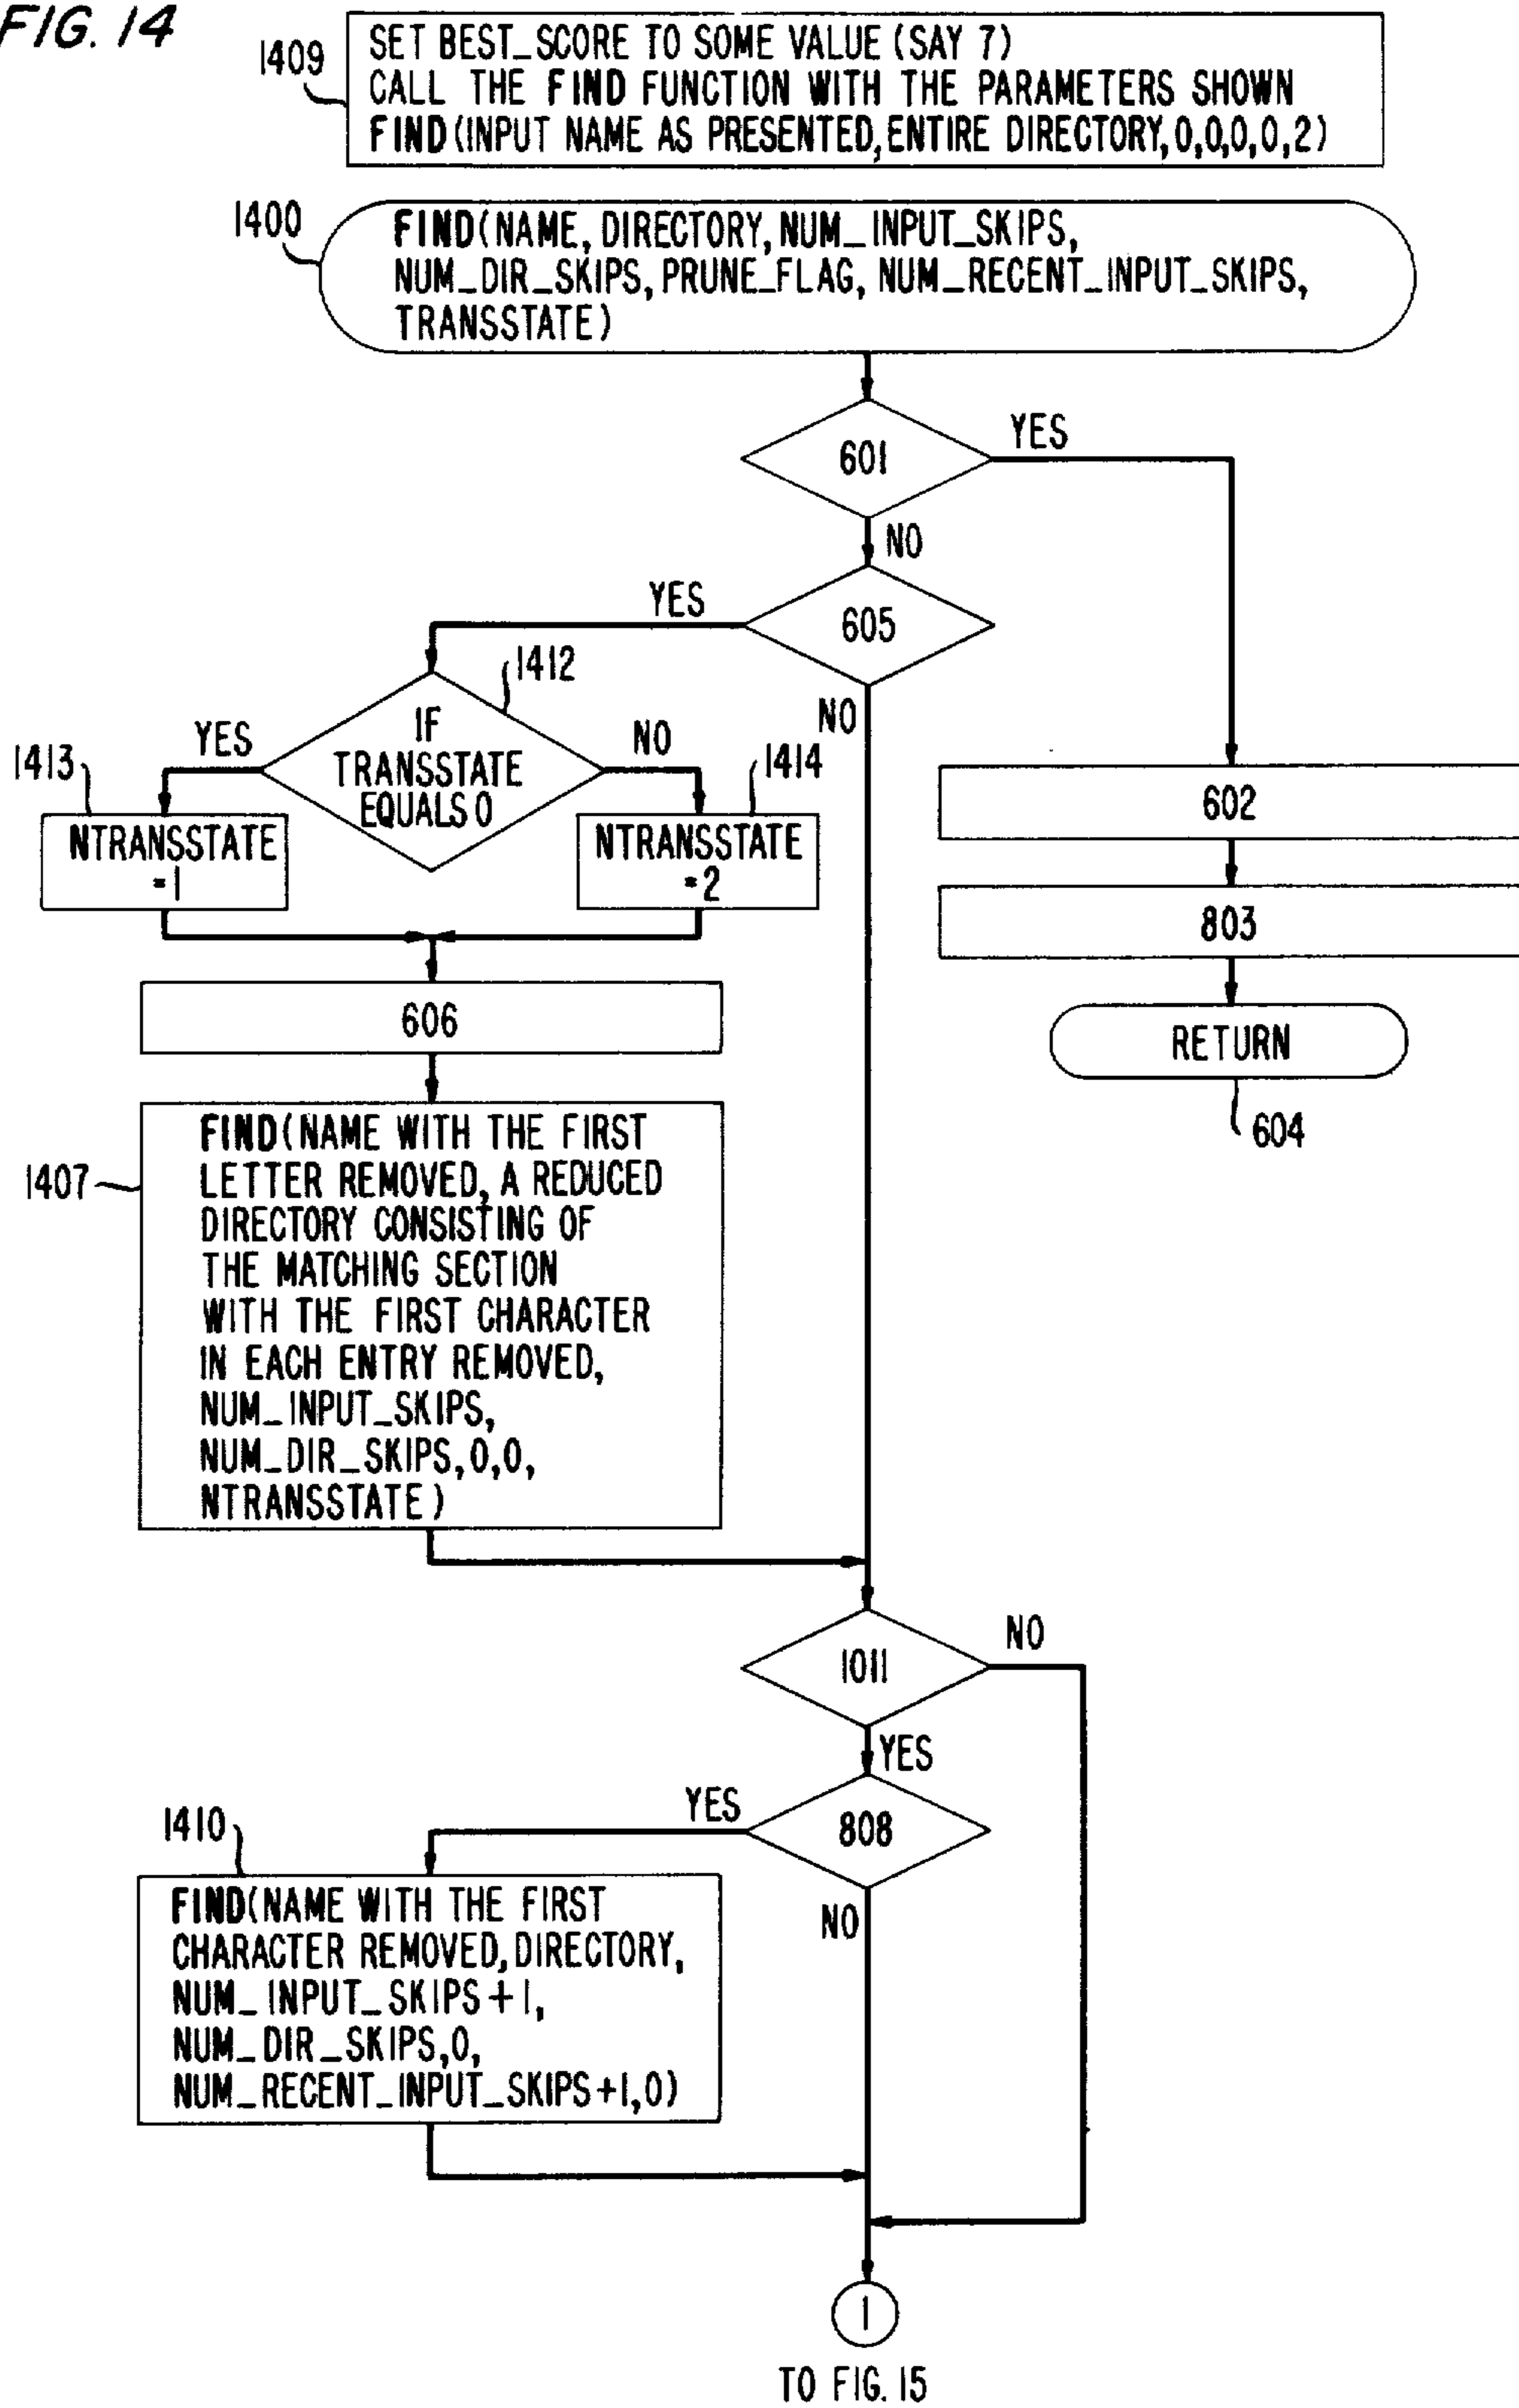 FIG. 14
1409
SET BEST_SCORE TO SOME VALUE (SAY 7)
CALL THE FIND FUNCTION WITH THE PARAMETERS SHOWN
FIND(INPUT NAME AS PRESENTED, ENTIRE DIRECTORY, 0,0,0,0,2)
1400
FIND(NAME, DIRECTORY, NUM_INPUT_SKIPS,
NUM_DIR_SKIPS, PRUNE_FLAG, NUM_RECENT_INPUT_SKIPS,
TRANSSTATE)
601
YES
NO
YES
605
NO
1412
IF
TRANSSTATE
EQUALS 0
YES
NO
1413
1414
NTRANSSTATE
=1
NTRANSSTATE
=2
602
803
RETURN
604
606
1407
FIND(NAME WITH THE FIRST
LETTER REMOVED, A REDUCED
DIRECTORY CONSISTING OF
THE MATCHING SECTION
WITH THE FIRST CHARACTER
IN EACH ENTRY REMOVED,
NUM_INPUT_SKIPS,
NUM_DIR_SKIPS, 0,0,
NTRANSSTATE)
1011
NO
YES
YES
808
NO
1410
FIND(NAME WITH THE FIRST
CHARACTER REMOVED, DIRECTORY,
NUM_INPUT_SKIPS+1,
NUM_DIR_SKIPS,0,
NUM_RECENT_INPUT_SKIPS+1,0)
1
TO FIG. 15